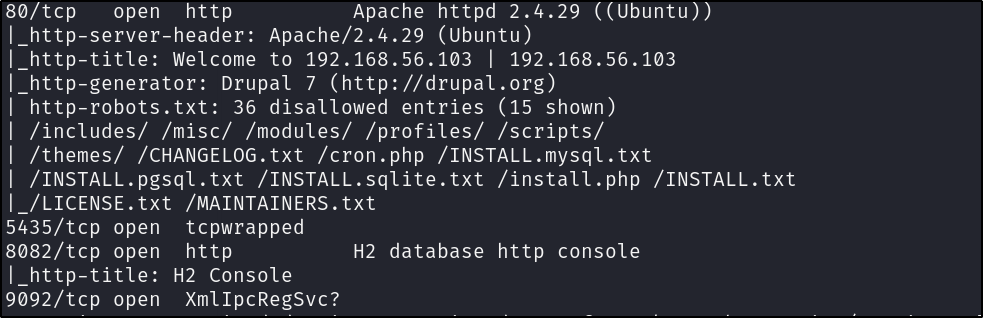 80/tcp   open  http          Apache httpd 2.4.29 ((Ubuntu))
|_http-server-header: Apache/2.4.29 (Ubuntu)
|_http-title: Welcome to 192.168.56.103 | 192.168.56.103
|_http-generator: Drupal 7 (http://drupal.org)
| http-robots.txt: 36 disallowed entries (15 shown)
| /includes/ /misc/ /modules/ /profiles/ /scripts/
| /themes/ /CHANGELOG.txt /cron.php /INSTALL.mysql.txt
| /INSTALL.pgsql.txt /INSTALL.sqlite.txt /install.php /INSTALL.txt
|_/LICENSE.txt /MAINTAINERS.txt
5435/tcp open  tcpwrapped
8082/tcp open  http          H2 database http console
|_http-title: H2 Console
9092/tcp open  XmlIpcRegSvc?